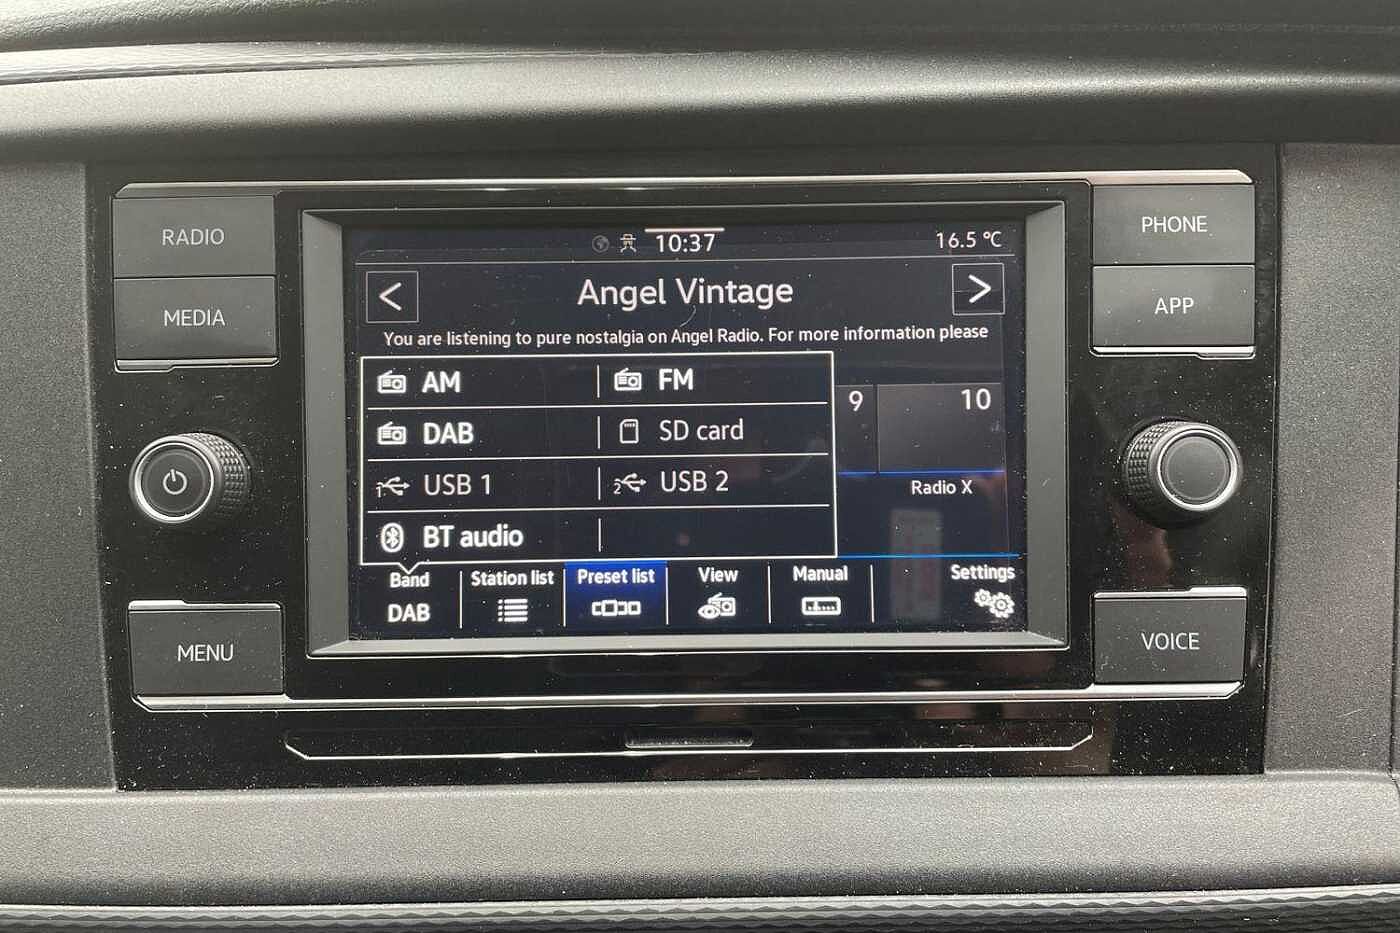 RADIO
MEDIA
MENU
10:37
16.5 °C
Angel Vintage
You are listening to pure nostalgia on Angel Radio. For more information please
AM
FM
DAB
SD card
1 USB 1
2 USB 2
BT audio
9
10
Radio X
Band
DAB
Station list
Preset list
View
Manual
Settings
PHONE
APP
VOICE